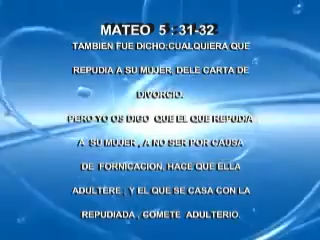 MATEO 5 : 31-32
TAMBIEN FUE DICHO:CUALQUIERA QUE
REPUDIA A SU MUJER DELE CARTA DE
DIVORCIO.
PERO YO OS DIGO QUE EL QUE REPUDIA
A SU MUJER , A NO SER POR CAUSA
DE FORNICACION, HACE QUE ELLA
ADULTERE , Y EL QUE SE CASA CON LA
REPUDIADA , COMETE ADULTERIO.